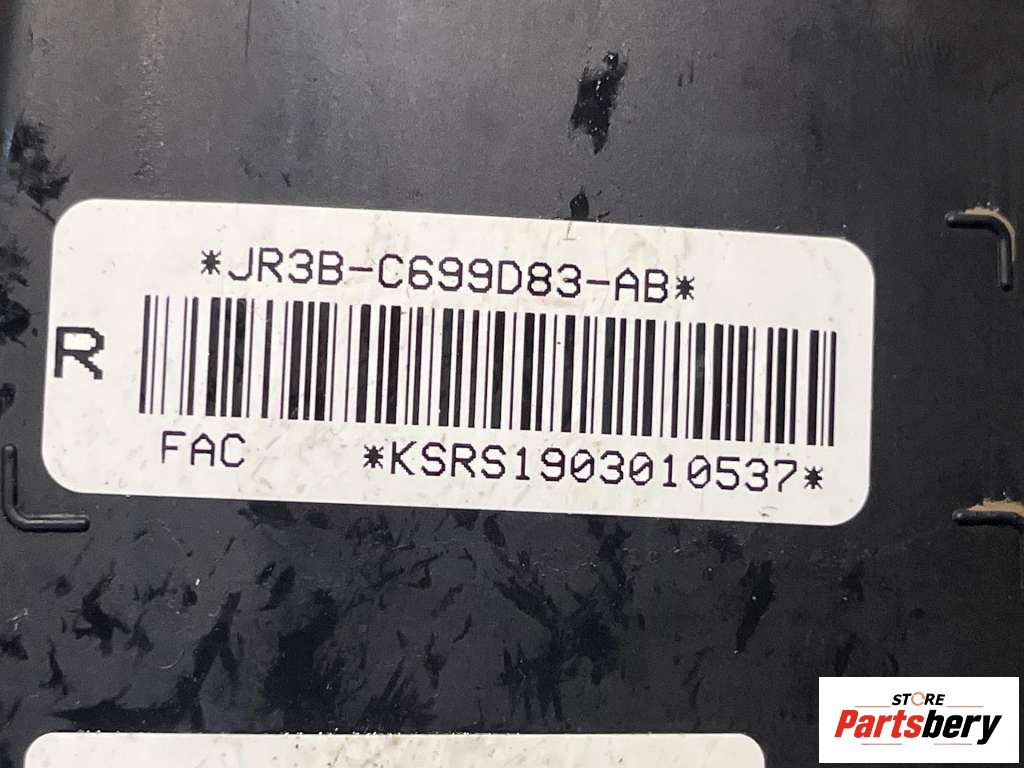 *JR3B-C699D83-AB*
R
FAC *KSRS1903010537*
STORE
Partsbery